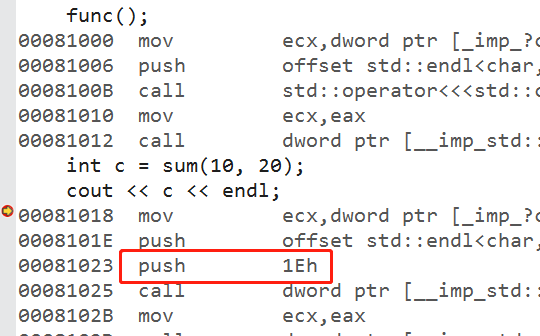 func();
00081000 mov ecx,dword ptr [_imp_?c
00081006 push offset std::endl<char,
0008100B call std::operator<<<std::c
00081010 mov ecx,eax
00081012 call dword ptr [__imp_std::
int c = sum(10, 20);
cout << c << endl;
00081018 mov ecx,dword ptr [_imp_?c
0008101E push offset std::endl<char,
00081023 push 1Eh
00081025 call dword ptr [__imp_std::
0008102B mov ecx,eax